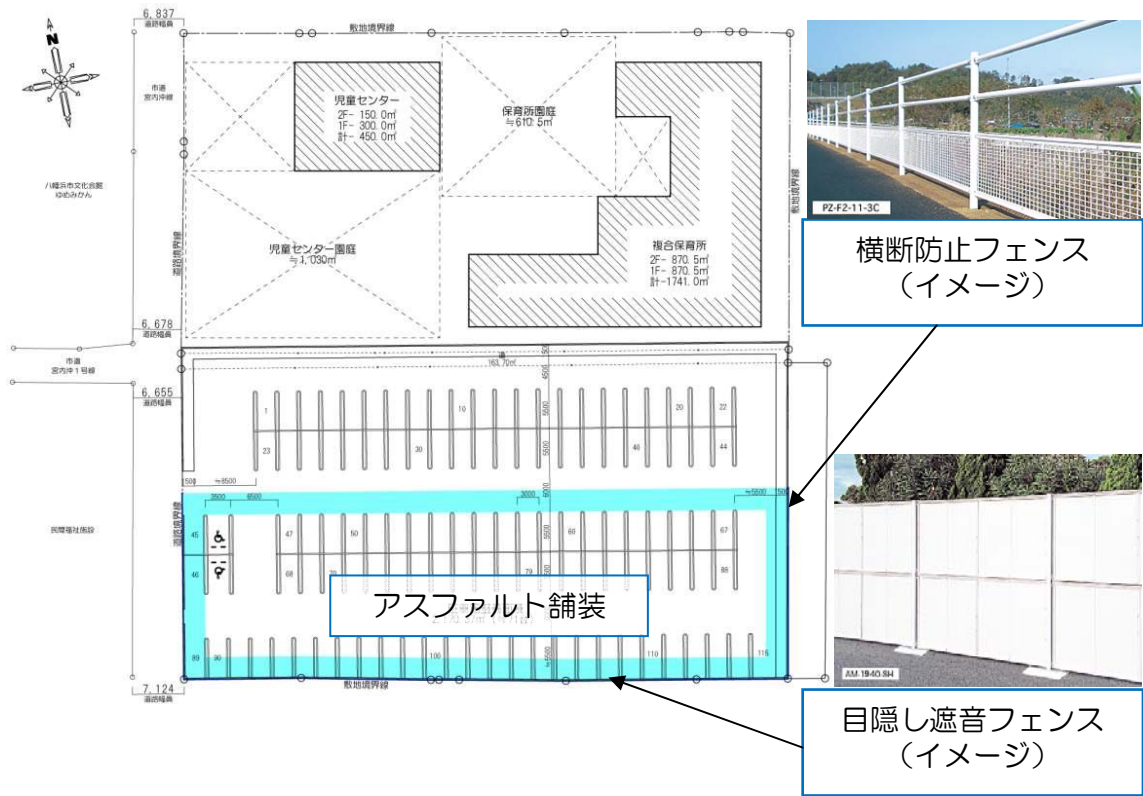 6,837
道路幅員
敷地境界線
N
市道
宮内沖線
児童センター
2F- 150.0㎡
1F- 300.0㎡
計- 450.0㎡
保育所園庭
≒610.5㎡
八幡浜市文化会館
ゆめみかん
PZ-F2-11-3C
道路境界線
敷地境界線
児童センター園庭
≒1,030㎡
複合保育所
2F- 870.5㎡
1F- 870.5㎡
計-1741.0㎡
横断防止フェンス
（イメージ）
6,678
道路幅員
市道
宮内沖1号線
163.70㎡
500
4500
6,655
道路幅員
1
10
20
22
5500
23
30
5500
40
44
1500
≒8500
6000
≒5500
1500
3500
6500
3000
道路境界線
45
47
50
5500
60
67
民間福祉施設
46
68
79
88
アスファルト舗装
89
90
100
≒5500
110
115
AM-1940-SH
敷地境界線
7,124
道路幅員
目隠し遮音フェンス
（イメージ）